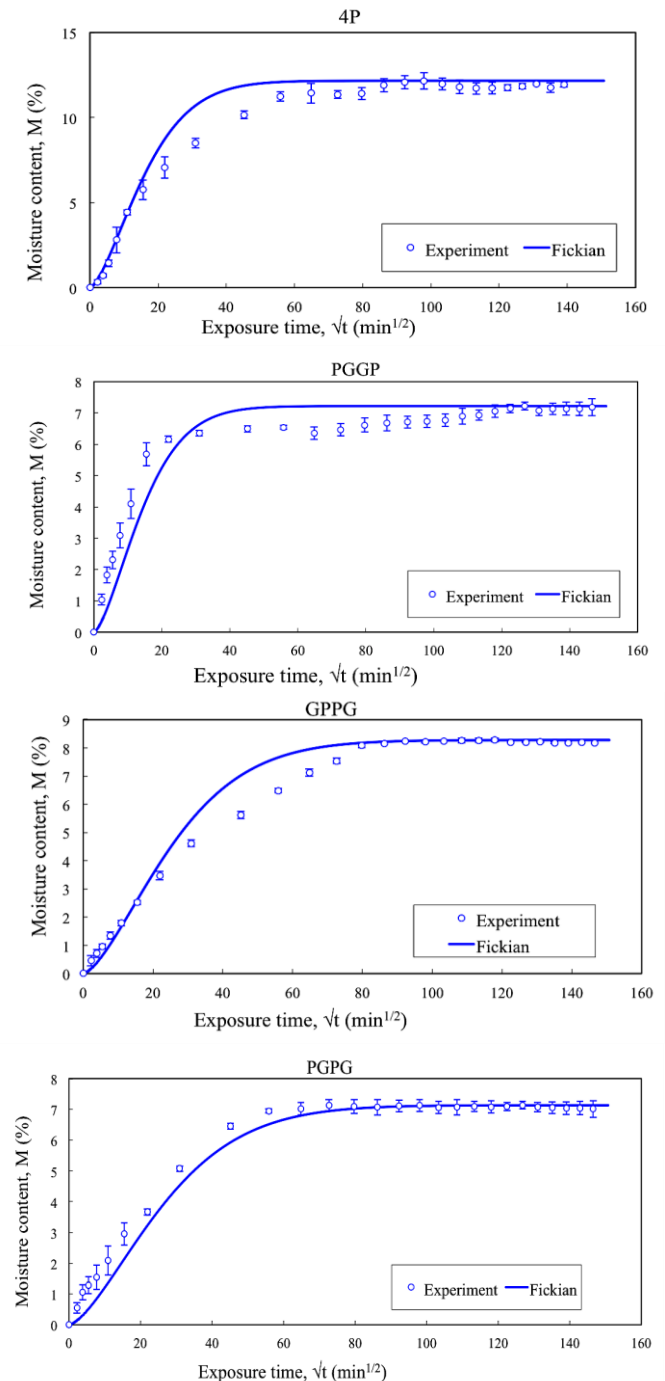 4P
15
10
5
0
Moisture content, M (%)
Experiment
Fickian
0 20 40 60 80 100 120 140 160
Exposure time, √t (min1/2)
PGGP
8
7
6
5
4
3
2
1
0
Moisture content, M (%)
Experiment
Fickian
0 20 40 60 80 100 120 140 160
Exposure time, √t (min1/2)
GPPG
9
8
7
6
5
4
3
2
1
0
Moisture content, M (%)
Experiment
Fickian
0 20 40 60 80 100 120 140 160
Exposure time, √t (min1/2)
PGPG
8
7
6
5
4
3
2
1
0
Moisture content, M (%)
Experiment
Fickian
0 20 40 60 80 100 120 140 160
Exposure time, √t (min1/2)